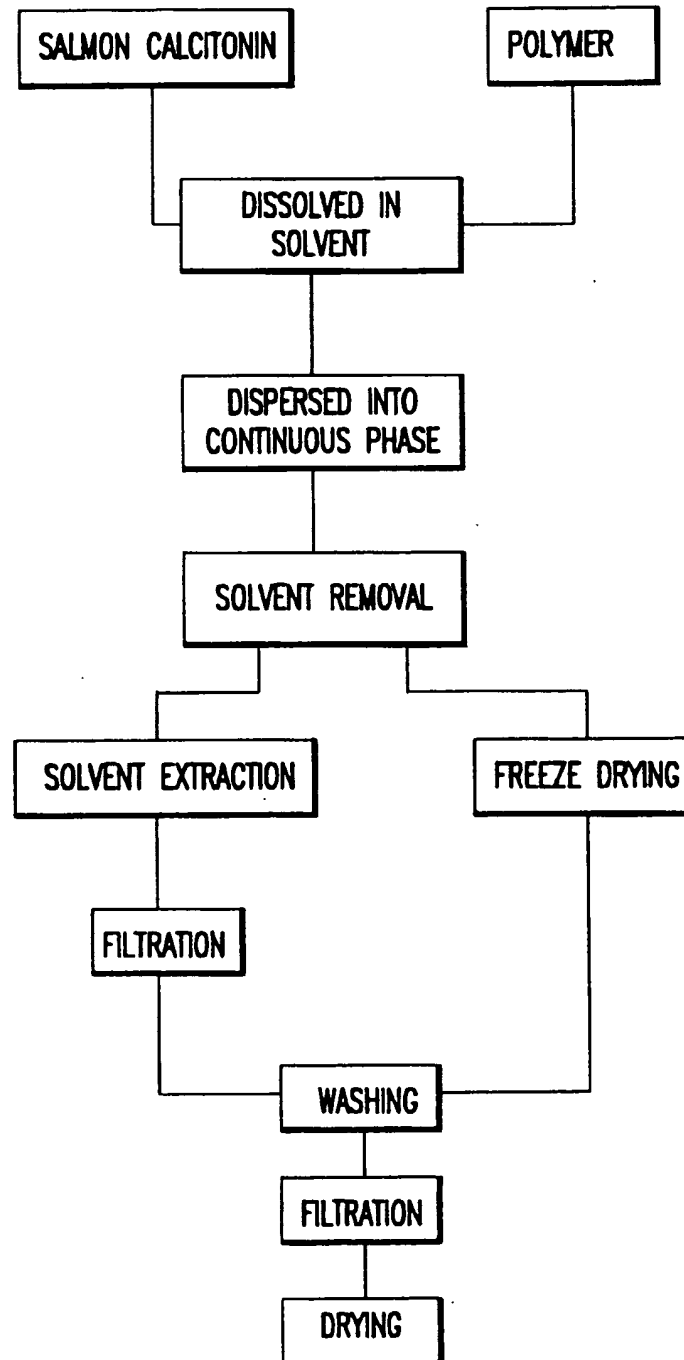 SALMON CALCITONIN
POLYMER
DISSOLVED IN
SOLVENT
DISPERSED INTO
CONTINUOUS PHASE
SOLVENT REMOVAL
SOLVENT EXTRACTION
FREEZE DRYING
FILTRATION
WASHING
FILTRATION
DRYING